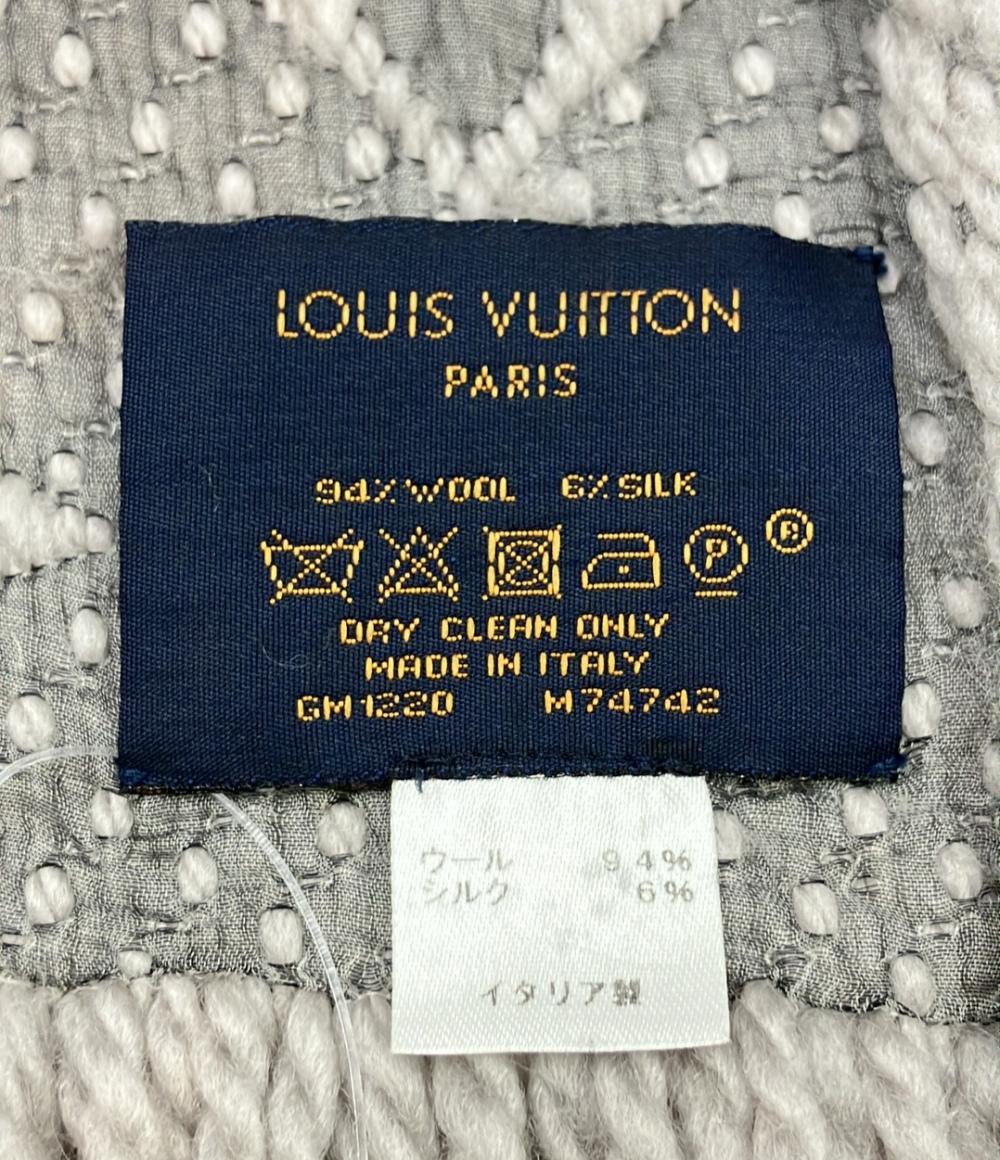 LOUIS VUITTON
PARIS
94% WOOL 6% SILK
P ®
DRY CLEAN ONLY
MADE IN ITALY
GM1220 M74742
ウール 94%
シルク 6%
イタリア製